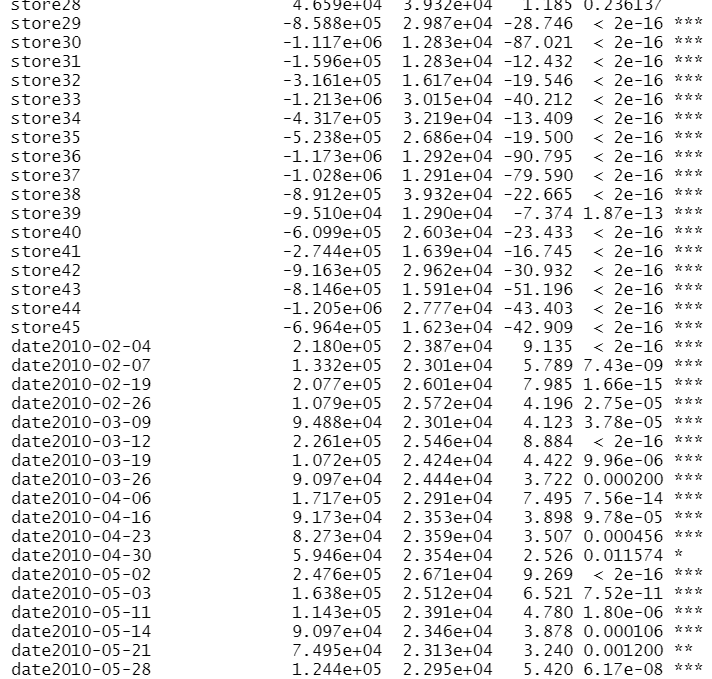 store28 4.659e+04 3.932e+04 1.185 0.236137
store29 -8.588e+05 2.987e+04 -28.746 < 2e-16 ***
store30 -1.117e+06 1.283e+04 -87.021 < 2e-16 ***
store31 -1.596e+05 1.283e+04 -12.432 < 2e-16 ***
store32 -3.161e+05 1.617e+04 -19.546 < 2e-16 ***
store33 -1.213e+06 3.015e+04 -40.212 < 2e-16 ***
store34 -4.317e+05 3.219e+04 -13.409 < 2e-16 ***
store35 -5.238e+05 2.686e+04 -19.500 < 2e-16 ***
store36 -1.173e+06 1.292e+04 -90.795 < 2e-16 ***
store37 -1.028e+06 1.291e+04 -79.590 < 2e-16 ***
store38 -8.912e+05 3.932e+04 -22.665 < 2e-16 ***
store39 -9.510e+04 1.290e+04 -7.374 1.87e-13 ***
store40 -6.099e+05 2.603e+04 -23.433 < 2e-16 ***
store41 -2.744e+05 1.639e+04 -16.745 < 2e-16 ***
store42 -9.163e+05 2.962e+04 -30.932 < 2e-16 ***
store43 -8.146e+05 1.591e+04 -51.196 < 2e-16 ***
store44 -1.205e+06 2.777e+04 -43.403 < 2e-16 ***
store45 -6.964e+05 1.623e+04 -42.909 < 2e-16 ***
date2010-02-04 2.180e+05 2.387e+04 9.135 < 2e-16 ***
date2010-02-07 1.332e+05 2.301e+04 5.789 7.43e-09 ***
date2010-02-19 2.077e+05 2.601e+04 7.985 1.66e-15 ***
date2010-02-26 1.079e+05 2.572e+04 4.196 2.75e-05 ***
date2010-03-09 9.488e+04 2.301e+04 4.123 3.78e-05 ***
date2010-03-12 2.261e+05 2.546e+04 8.884 < 2e-16 ***
date2010-03-19 1.072e+05 2.424e+04 4.422 9.96e-06 ***
date2010-03-26 9.097e+04 2.444e+04 3.722 0.000200 ***
date2010-04-06 1.717e+05 2.291e+04 7.495 7.56e-14 ***
date2010-04-16 9.173e+04 2.353e+04 3.898 9.78e-05 ***
date2010-04-23 8.273e+04 2.359e+04 3.507 0.000456 ***
date2010-04-30 5.946e+04 2.354e+04 2.526 0.011574 *
date2010-05-02 2.476e+05 2.671e+04 9.269 < 2e-16 ***
date2010-05-03 1.638e+05 2.512e+04 6.521 7.52e-11 ***
date2010-05-11 1.143e+05 2.391e+04 4.780 1.80e-06 ***
date2010-05-14 9.097e+04 2.346e+04 3.878 0.000106 ***
date2010-05-21 7.495e+04 2.313e+04 3.240 0.001200 **
date2010-05-28 1.244e+05 2.295e+04 5.420 6.17e-08 ***